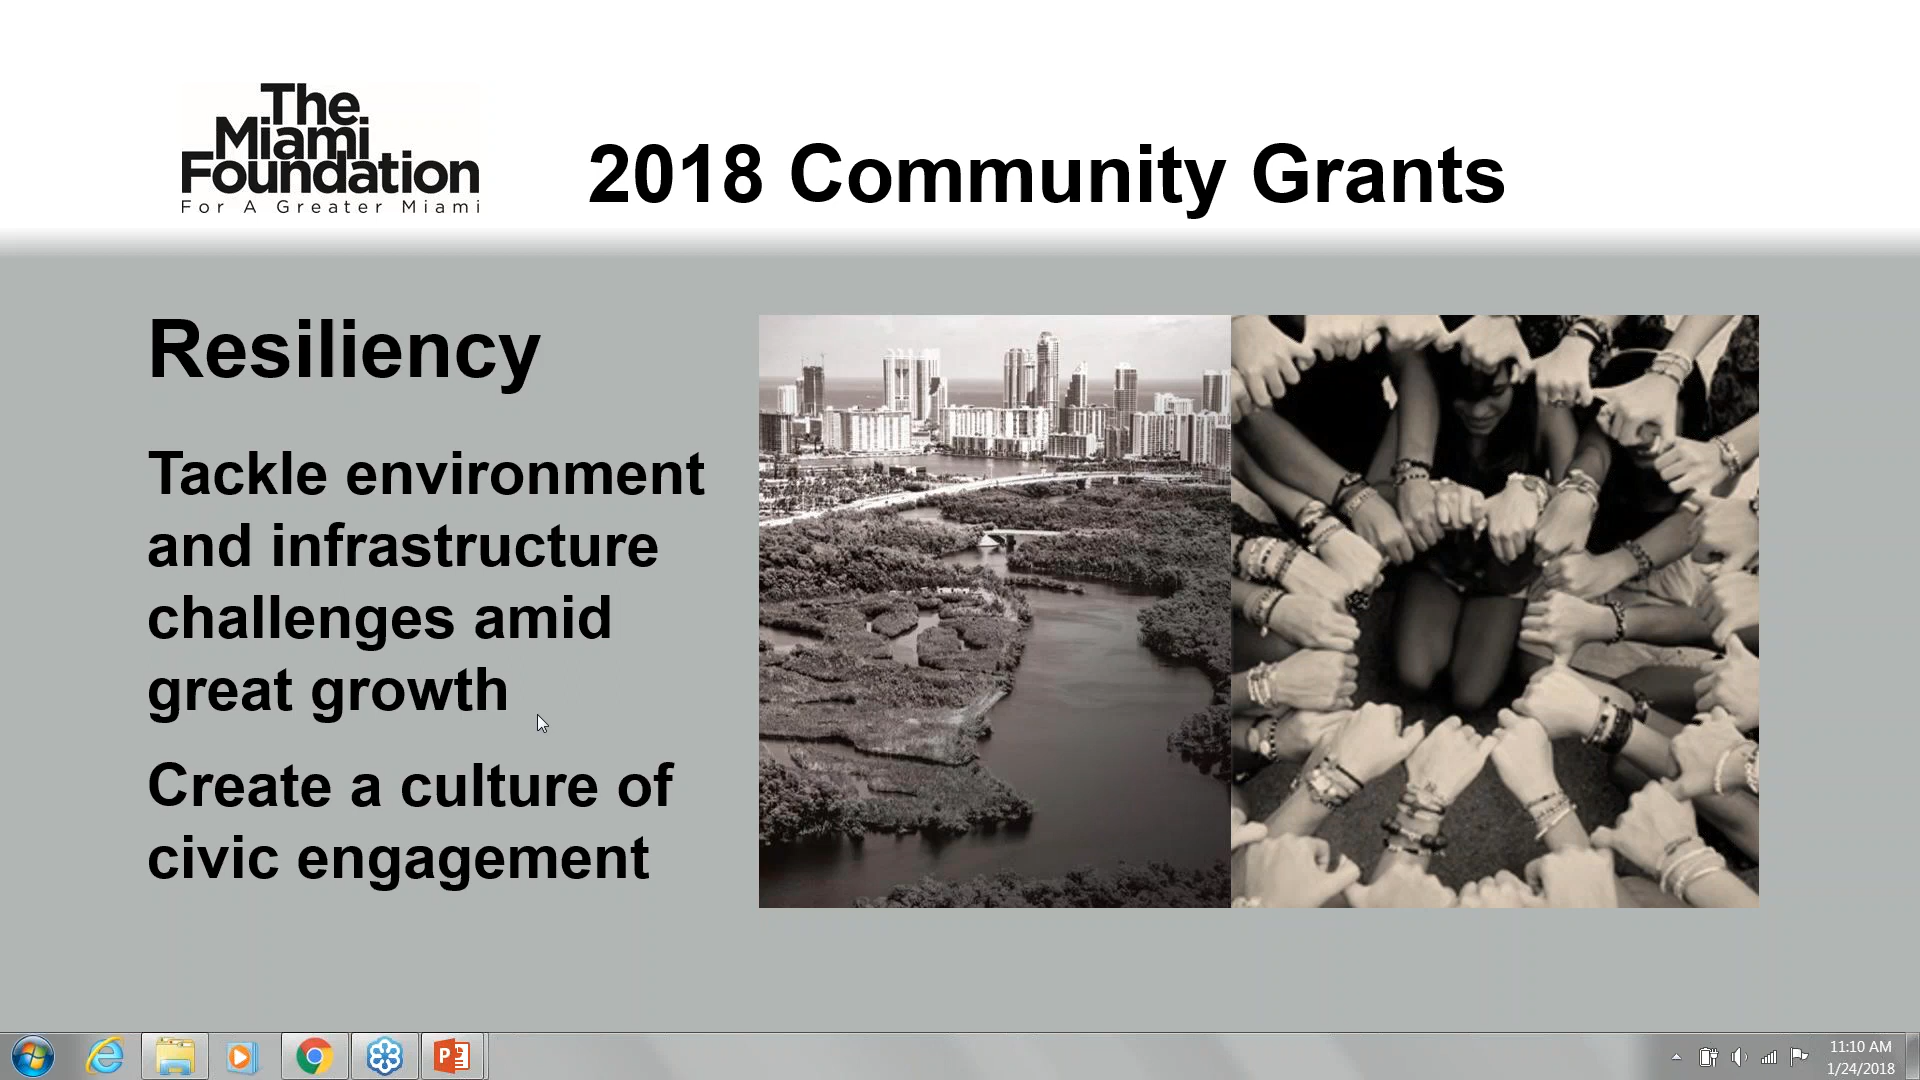 The
Miami
Foundation
For A Greater Miami
2018 Community Grants
Resiliency
Tackle environment
and infrastructure
challenges amid
great growth
Create a culture of
civic engagement
11:10 AM
1/24/2018